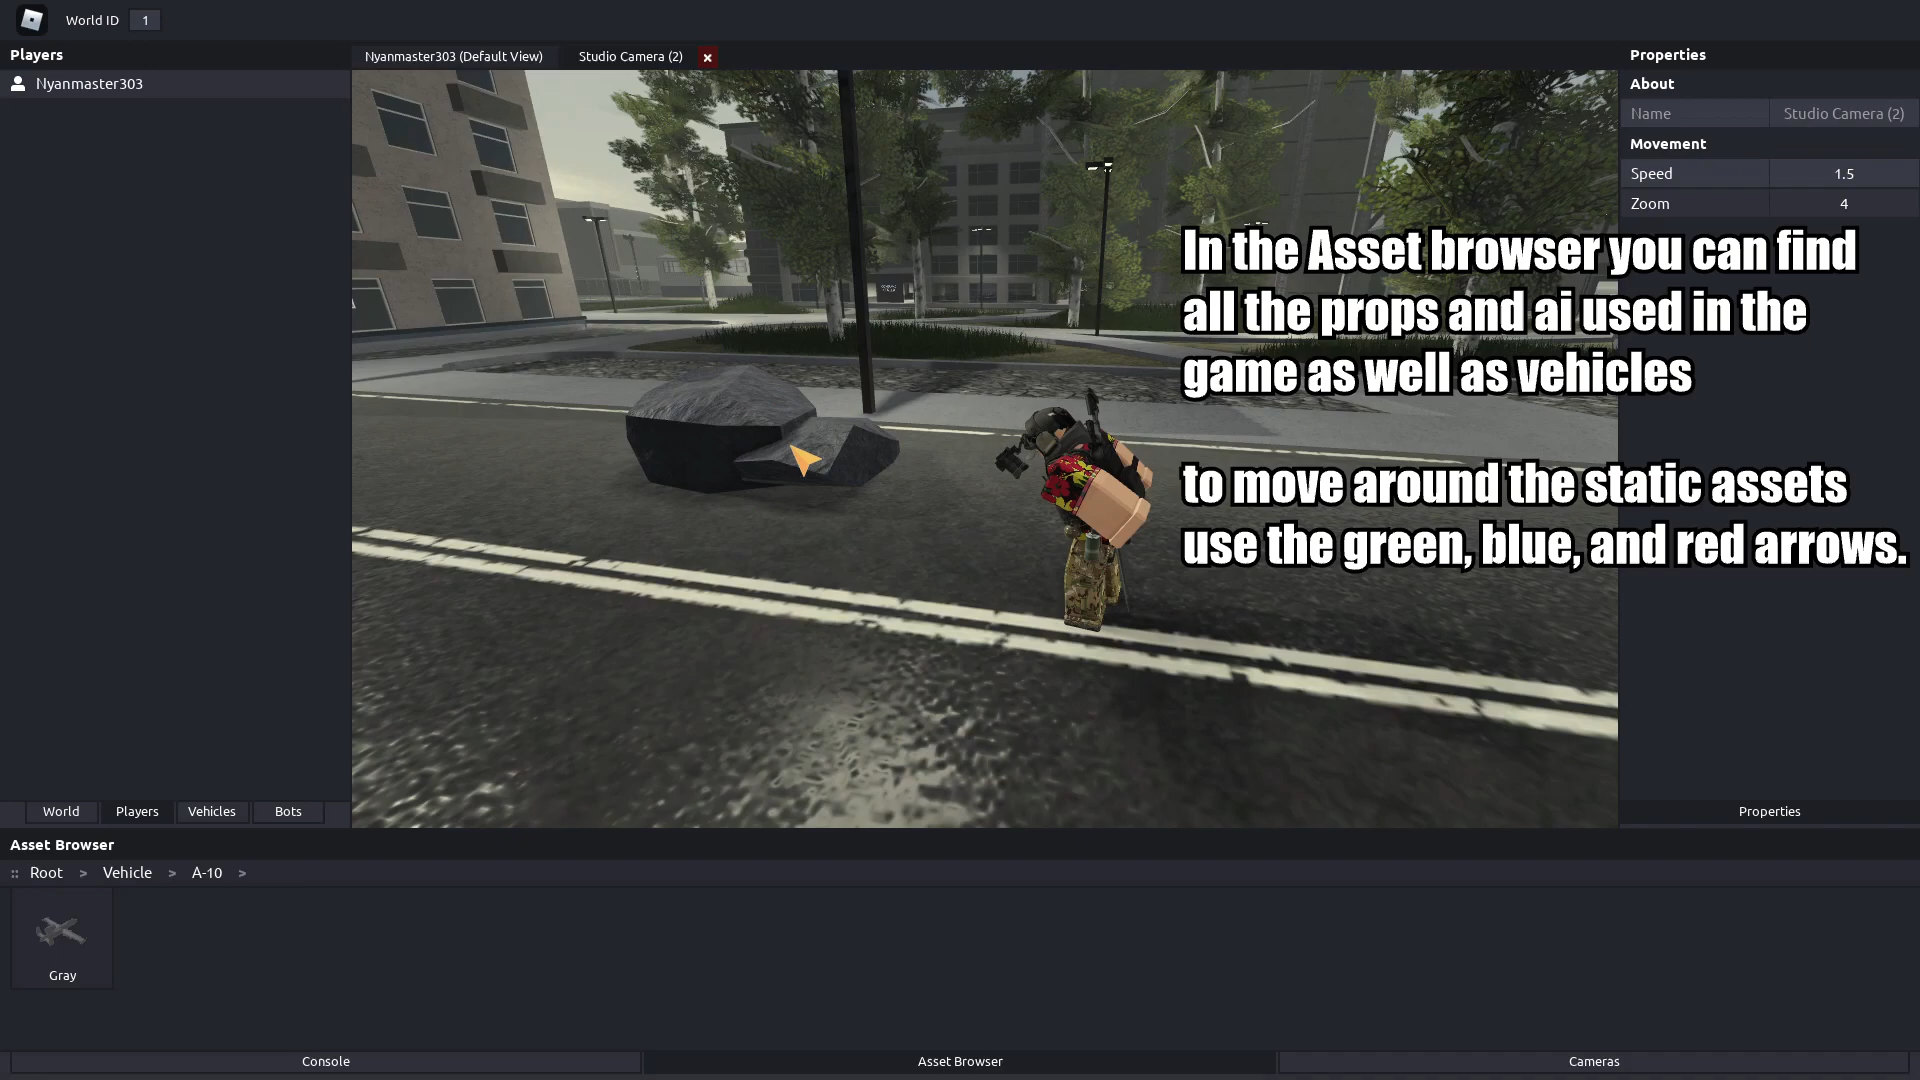 World ID 1
Players
Nyanmaster303
Nyanmaster303 (Default View)
Studio Camera (2)
x
Properties
About
Name Studio Camera (2)
Movement
Speed 1.5
Zoom 4
In the Asset browser you can find
all the props and ai used in the
game as well as vehicles
to move around the static assets
use the green, blue, and red arrows.
World Players Vehicles Bots
Properties
Asset Browser
Root > Vehicle > A-10 >
Gray
Console Asset Browser Cameras